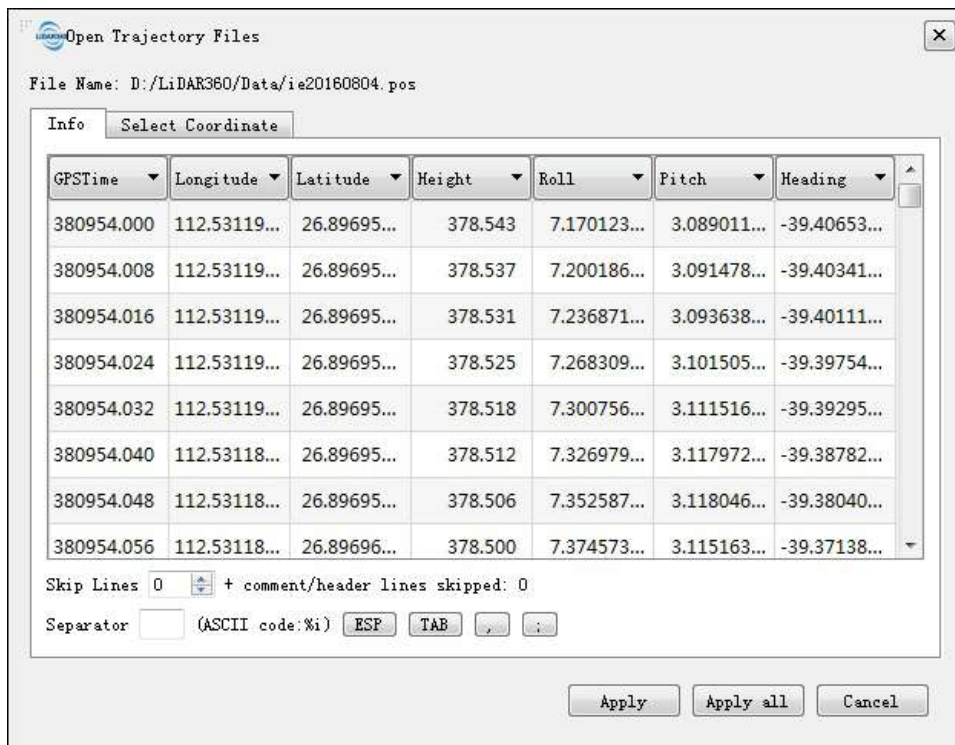 Open Trajectory Files
File Name: D:/LiDAR360/Data/ie20160804.pos
Info Select Coordinate
GPSTime Longitude Latitude Height Roll Pitch Heading
380954.000 112.53119... 26.89695... 378.543 7.170123... 3.089011... -39.40653...
380954.008 112.53119... 26.89695... 378.537 7.200186... 3.091478... -39.40341...
380954.016 112.53119... 26.89695... 378.531 7.236871... 3.093638... -39.40111...
380954.024 112.53119... 26.89695... 378.525 7.268309... 3.101505... -39.39754...
380954.032 112.53119... 26.89695... 378.518 7.300756... 3.111516... -39.39295...
380954.040 112.53118... 26.89695... 378.512 7.326979... 3.117972... -39.38782...
380954.048 112.53118... 26.89695... 378.506 7.352587... 3.118046... -39.38040...
380954.056 112.53118... 26.89696... 378.500 7.374573... 3.115163... -39.37138...
Skip Lines 0 + comment/header lines skipped: 0
Separator (ASCII code:%i) ESP TAB , ;
Apply Apply all Cancel